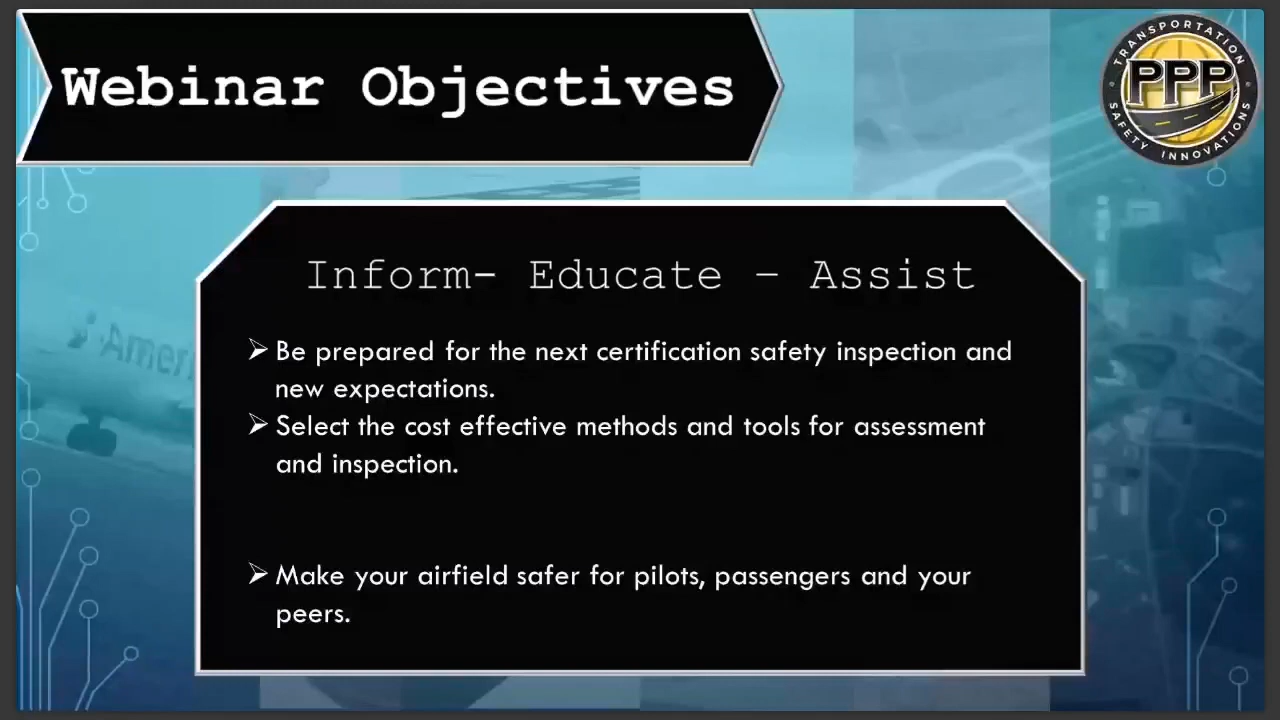 Webinar Objectives
TRANSPORTATION
PPP
SAFETY INNOVATIONS
Inform- Educate – Assist
➢ Be prepared for the next certification safety inspection and
new expectations.
➢ Select the cost effective methods and tools for assessment
and inspection.
➢ Make your airfield safer for pilots, passengers and your
peers.
Ameri